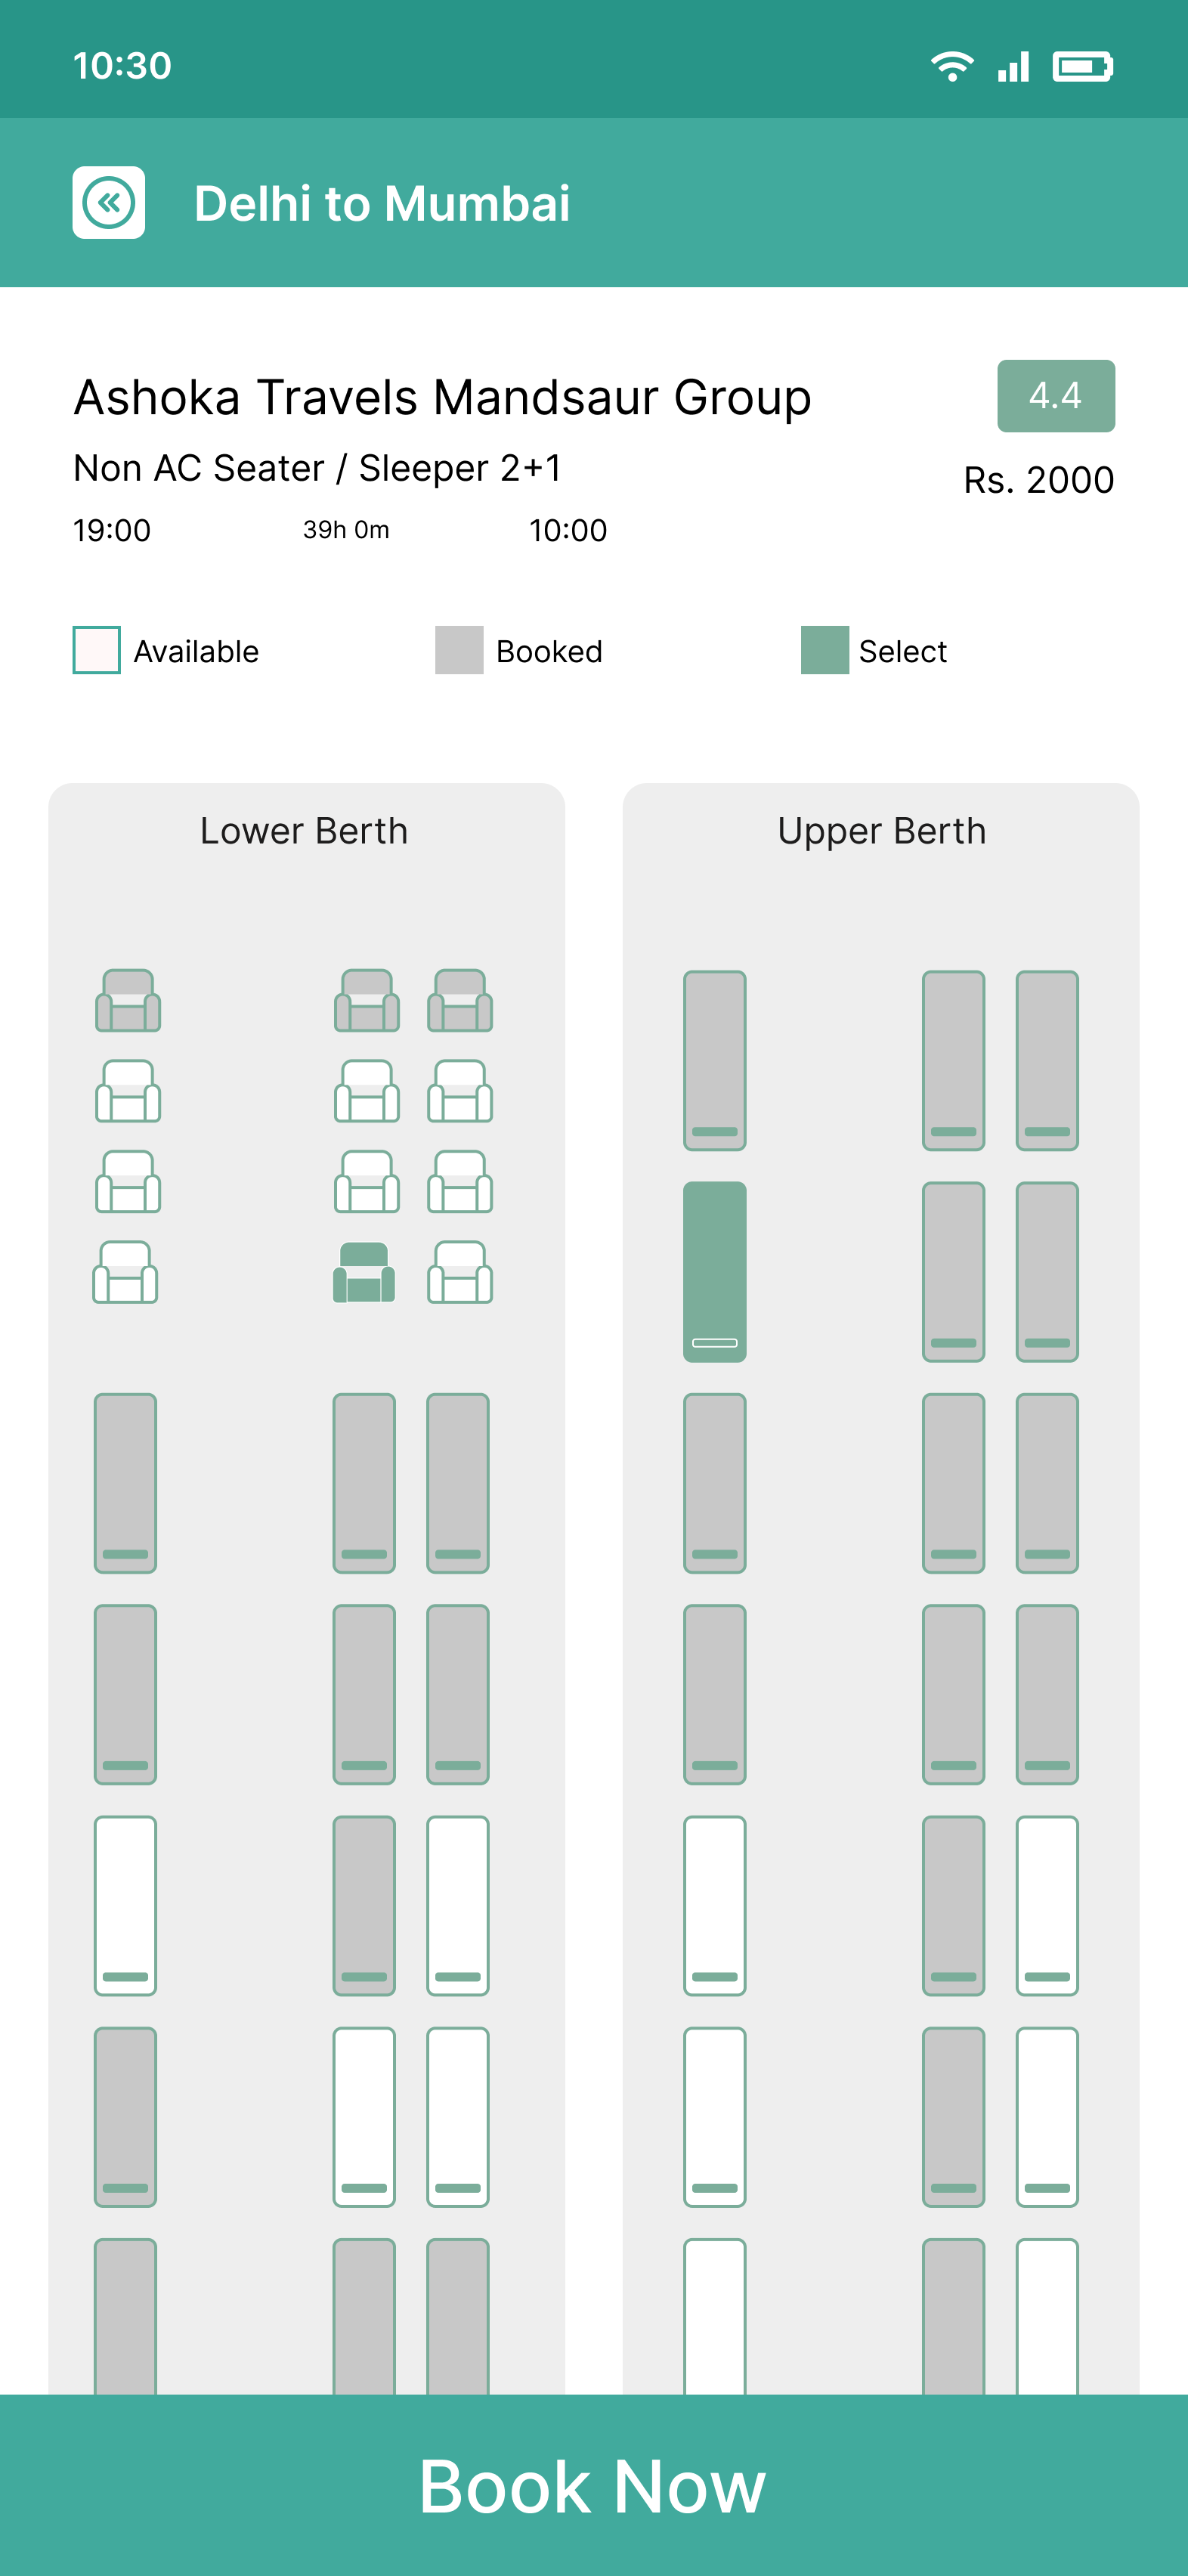 10:30
Delhi to Mumbai
Ashoka Travels Mandsaur Group
4.4
Non AC Seater / Sleeper 2+1
Rs. 2000
19:00 39h 0m 10:00
Available Booked Select
Lower Berth Upper Berth
Book Now